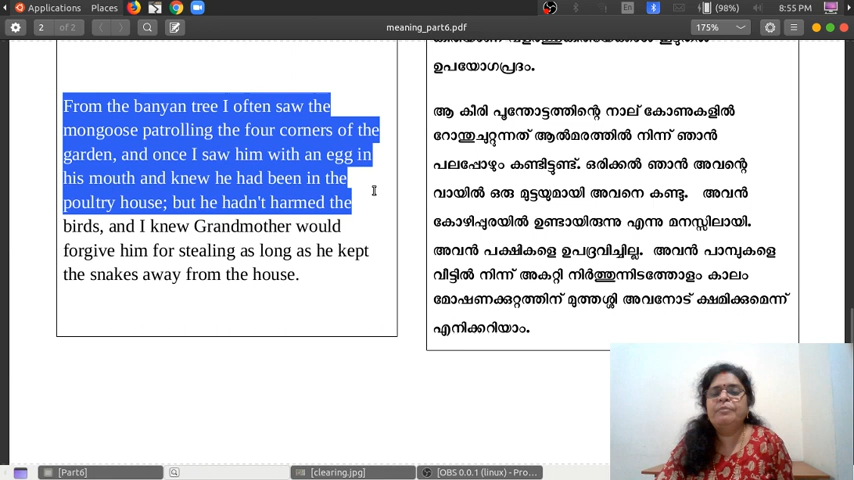 Applications Places En (98%) 8:55 PM
2 of 2 meaning_part6.pdf 175%
ഉപയോഗപ്രദം.
From the banyan tree I often saw the
mongoose patrolling the four corners of the
garden, and once I saw him with an egg in
his mouth and knew he had been in the
poultry house; but he hadn't harmed the
birds, and I knew Grandmother would
forgive him for stealing as long as he kept
the snakes away from the house.
ആ കീരി പൂന്തോട്ടത്തിന്റെ നാല് കോണുകളിൽ
റോന്തുചുറ്റുന്നത് ആൽമരത്തിൽ നിന്ന് ഞാൻ
പലപ്പോഴും കണ്ടിട്ടുണ്ട്. ഒരിക്കൽ ഞാൻ അവന്റെ
വായിൽ ഒരു മുട്ടയുമായി അവനെ കണ്ടു. അവൻ
കോഴിപ്പുരയിൽ ഉണ്ടായിരുന്നു എന്നു മനസ്സിലായി.
അവൻ പക്ഷികളെ ഉപദ്രവിച്ചില്ല. അവൻ പാമ്പുകളെ
വീട്ടിൽ നിന്ന് അകറ്റി നിർത്തുന്നിടത്തോളം കാലം
മോഷണക്കുറ്റത്തിന് മുത്തശ്ശി അവനോട് ക്ഷമിക്കുമെന്ന്
എനിക്കറിയാം.
[Part6] [clearing.jpg] [OBS 0.0.1 (linux) - Pro...